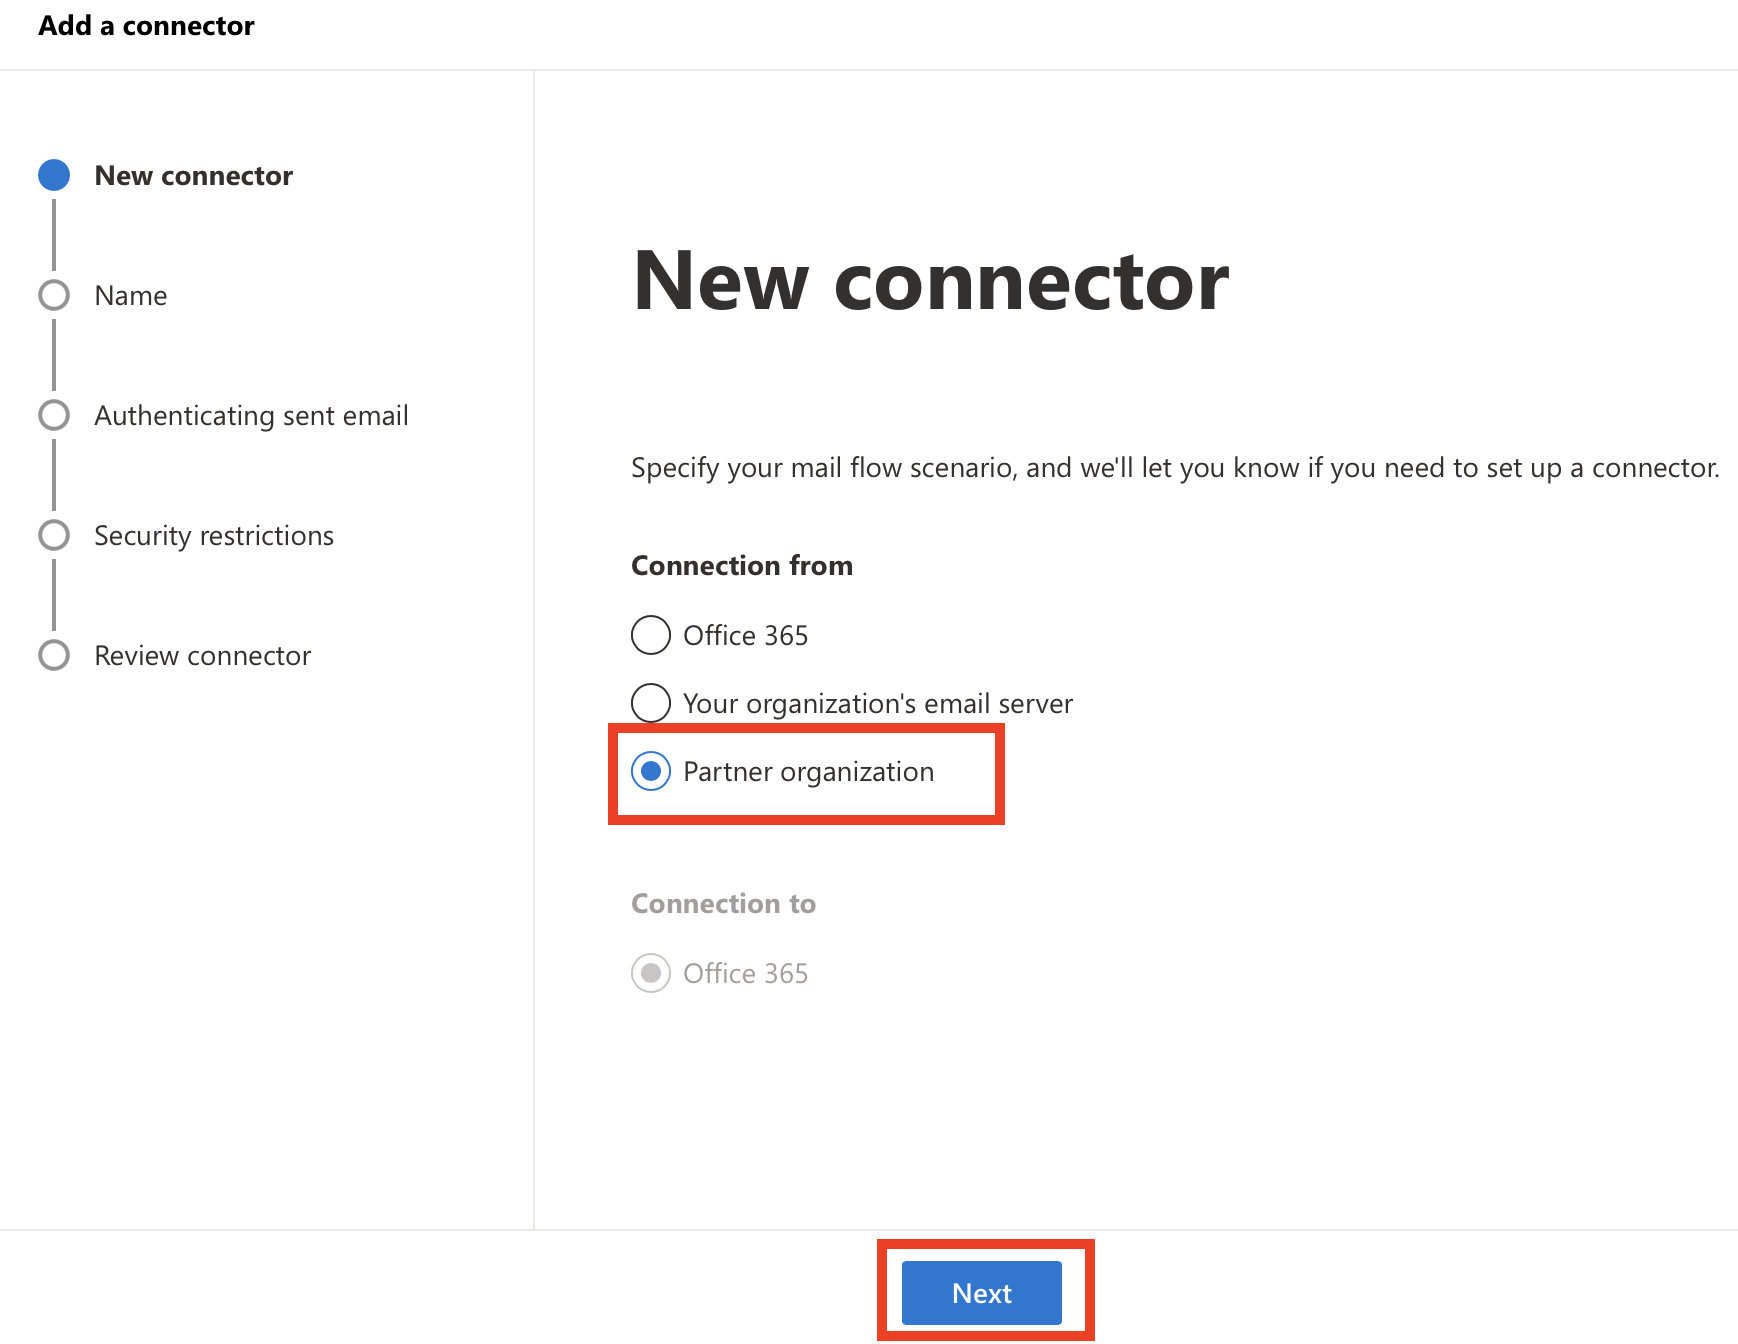 Add a connector
New connector
Name
Authenticating sent email
Security restrictions
Review connector
New connector
Specify your mail flow scenario, and we'll let you know if you need to set up a connector.
Connection from
Office 365
Your organization's email server
Partner organization
Connection to
Office 365
Next